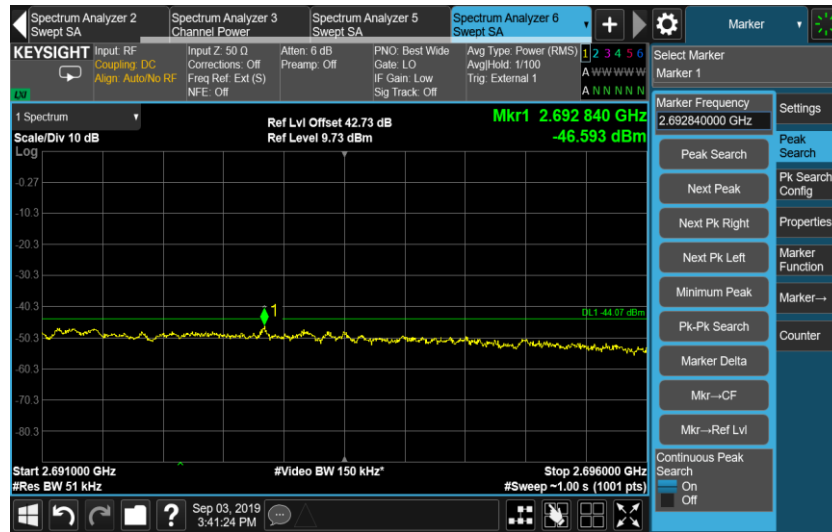 Spectrum Analyzer 2
Swept SA
Spectrum Analyzer 3
Channel Power
Spectrum Analyzer 5
Swept SA
Spectrum Analyzer 6
Swept SA
Marker
KEYSIGHT
Input: RF
Coupling: DC
Align: Auto/No RF
Input Z: 50 Ω
Corrections: Off
Freq Ref: Ext (S)
NFE: Off
Atten: 6 dB
Preamp: Off
PNO: Best Wide
Gate: LO
IF Gain: Low
Sig Track: Off
Avg Type: Power (RMS)
Avg|Hold: 1/100
Trig: External 1
1 2 3 4 5 6
A W W W W W
A N N N N N
LXI
Select Marker
Marker 1
1 Spectrum
Scale/Div 10 dB
Log
Ref Lvl Offset 42.73 dB
Ref Level 9.73 dBm
Mkr1 2.692 840 GHz
-46.593 dBm
-0.27
-10.3
-20.3
-30.3
-40.3
-50.3
-60.3
-70.3
-80.3
1
DL1 -44.07 dBm
Start 2.691000 GHz
#Res BW 51 kHz
#Video BW 150 kHz*
Stop 2.696000 GHz
#Sweep ~1.00 s (1001 pts)
Marker Frequency
2.692840000 GHz
Peak Search
Next Peak
Next Pk Right
Next Pk Left
Minimum Peak
Pk-Pk Search
Marker Delta
Mkr→CF
Mkr→Ref Lvl
Continuous Peak
Search
On
Off
Settings
Peak
Search
Pk Search
Config
Properties
Marker
Function
Marker→
Counter
?
Sep 03, 2019
3:41:24 PM